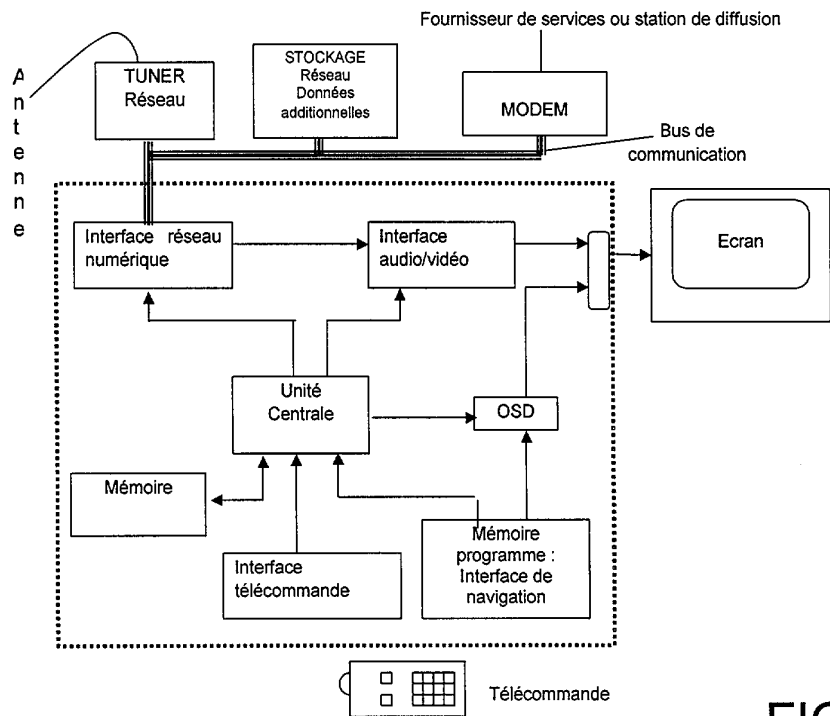 Fournisseur de services ou station de diffusion
Antenne
TUNER
Réseau
STOCKAGE
Réseau
Données
additionnelles
MODEM
Bus de
communication
Interface réseau
numérique
Interface
audio/vidéo
Ecran
Unité
Centrale
OSD
Mémoire
Interface
télécommande
Mémoire
programme :
Interface de
navigation
Télécommande